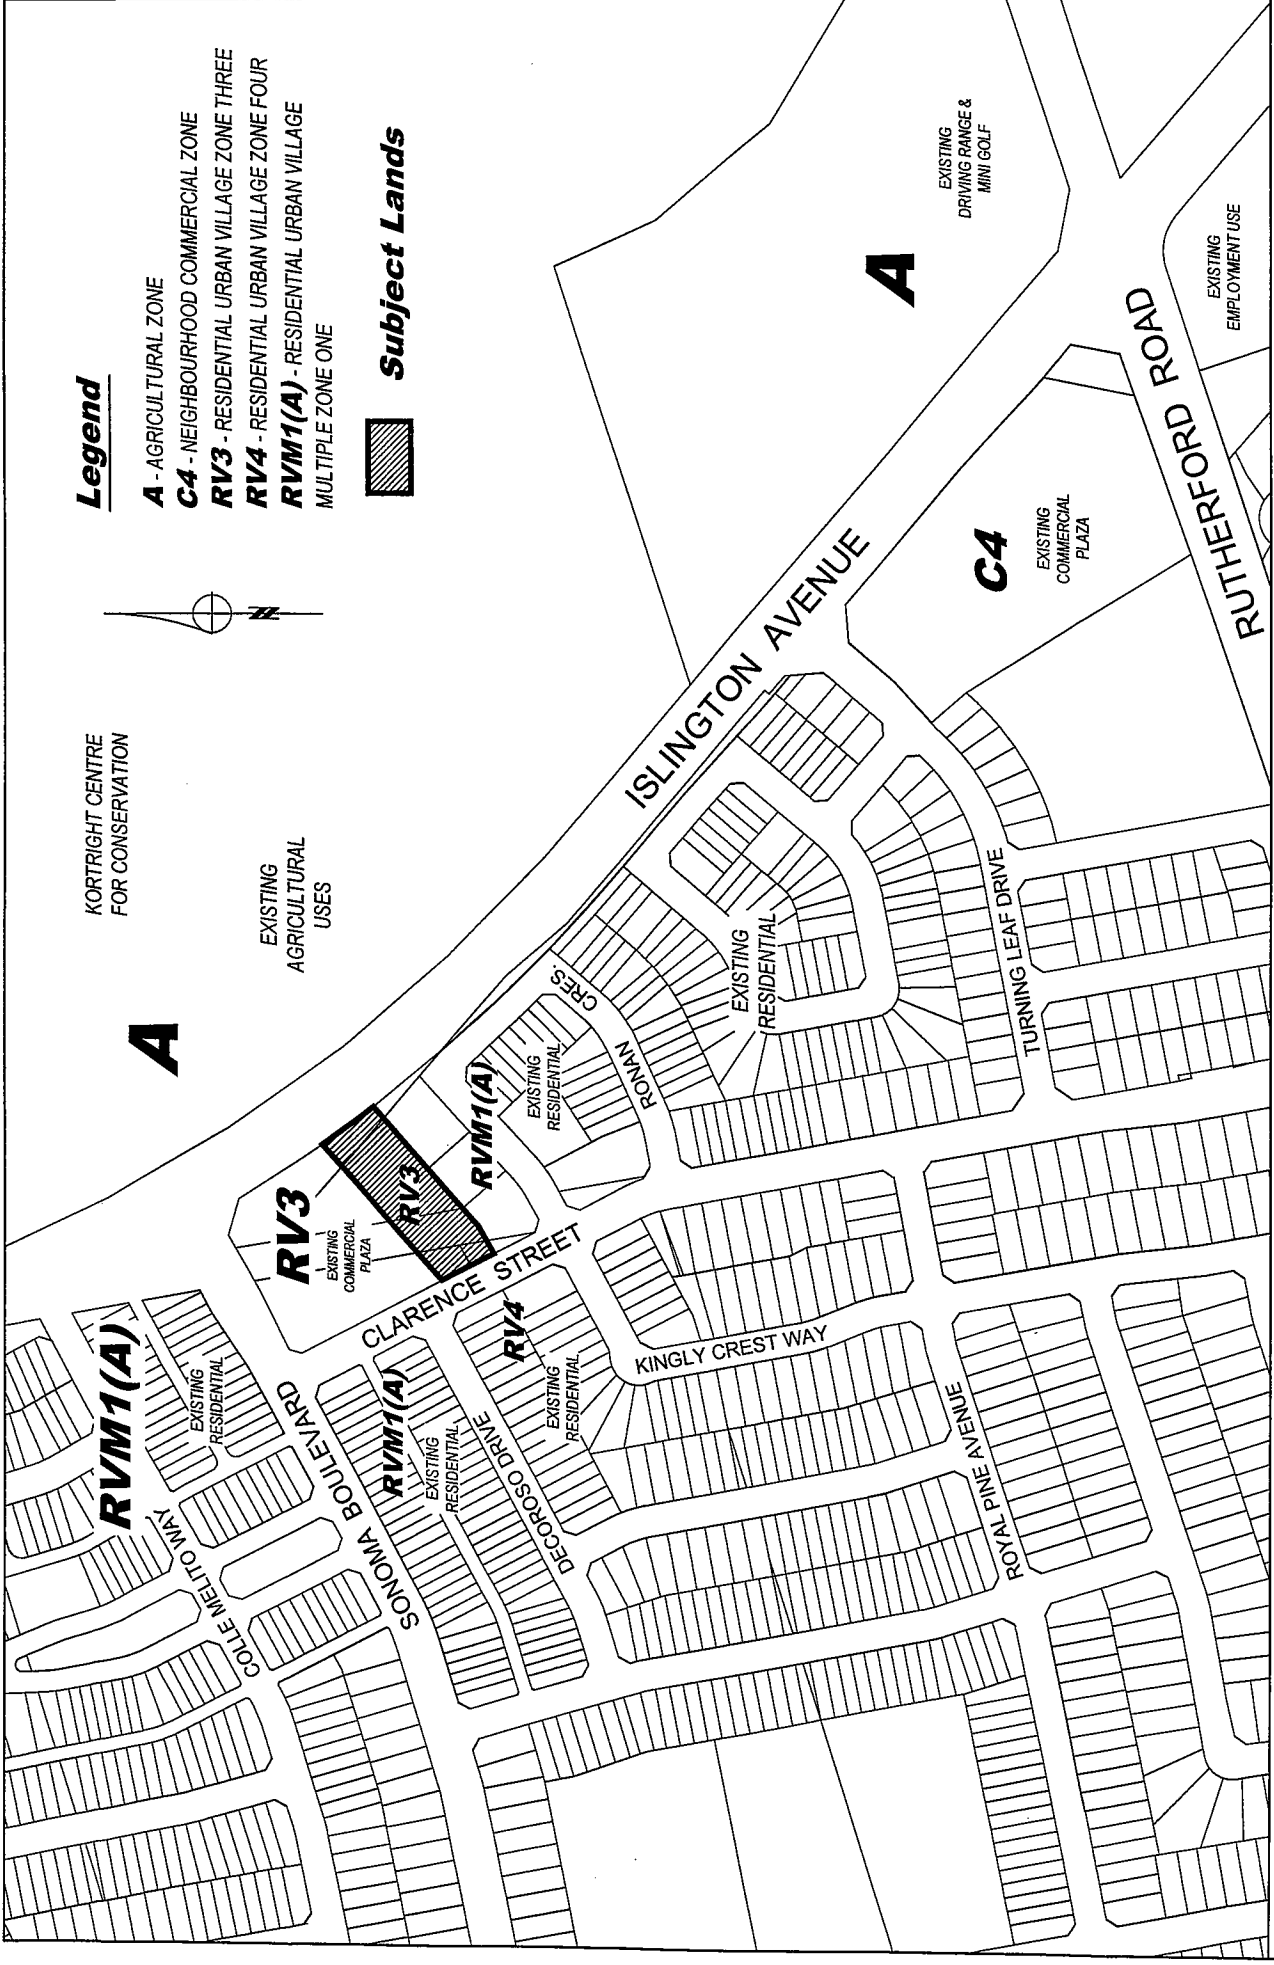 Legend
A - AGRICULTURAL ZONE
C4 - NEIGHBOURHOOD COMMERCIAL ZONE
RV3 - RESIDENTIAL URBAN VILLAGE ZONE THREE
RV4 - RESIDENTIAL URBAN VILLAGE ZONE FOUR
RVM1(A) - RESIDENTIAL URBAN VILLAGE
MULTIPLE ZONE ONE
Subject Lands
N
KORTRIGHT CENTRE
FOR CONSERVATION
EXISTING
AGRICULTURAL
USES
A
RVM1(A)
EXISTING
RESIDENTIAL
COLLE MELITO WAY
SONOMA BOULEVARD
RV3
EXISTING
COMMERCIAL
PLAZA
RV3
CLARENCE STREET
RVM1(A)
EXISTING
RESIDENTIAL
DECOROSO DRIVE
RV4
EXISTING
RESIDENTIAL
RVM1(A)
EXISTING
RESIDENTIAL
RONAN
CRES.
KINGLY CREST WAY
ROYAL PINE AVENUE
EXISTING
RESIDENTIAL
TURNING LEAF DRIVE
ISLINGTON AVENUE
C4
EXISTING
COMMERCIAL
PLAZA
A
EXISTING
DRIVING RANGE &
MINI GOLF
RUTHERFORD ROAD
EXISTING
EMPLOYMENT USE